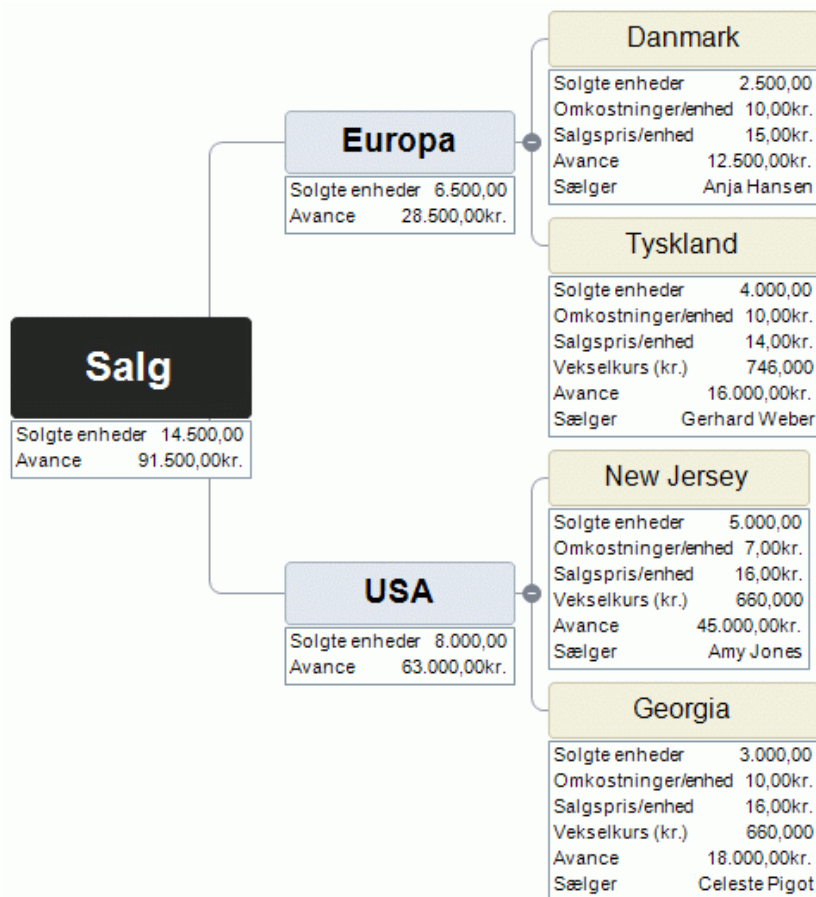 Salg
Solgte enheder 14.500,00
Avance 91.500,00kr.
Europa
Solgte enheder 6.500,00
Avance 28.500,00kr.
Danmark
Solgte enheder 2.500,00
Omkostninger/enhed 10,00kr.
Salgspris/enhed 15,00kr.
Avance 12.500,00kr.
Sælger Anja Hansen
Tyskland
Solgte enheder 4.000,00
Omkostninger/enhed 10,00kr.
Salgspris/enhed 14,00kr.
Vekselkurs (kr.) 746,000
Avance 16.000,00kr.
Sælger Gerhard Weber
USA
Solgte enheder 8.000,00
Avance 63.000,00kr.
New Jersey
Solgte enheder 5.000,00
Omkostninger/enhed 7,00kr.
Salgspris/enhed 16,00kr.
Vekselkurs (kr.) 660,000
Avance 45.000,00kr.
Sælger Amy Jones
Georgia
Solgte enheder 3.000,00
Omkostninger/enhed 10,00kr.
Salgspris/enhed 16,00kr.
Vekselkurs (kr.) 660,000
Avance 18.000,00kr.
Sælger Celeste Pigot